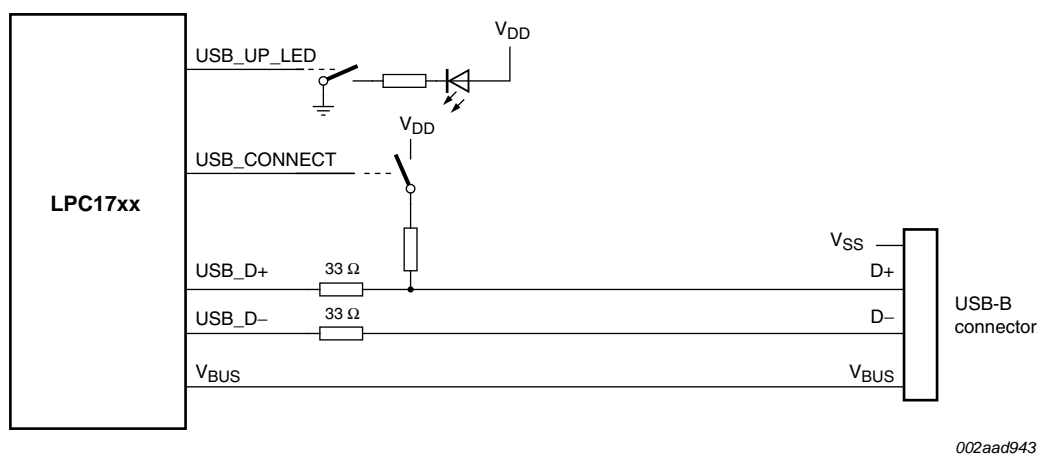 V_DD
USB_UP_LED
V_DD
USB_CONNECT
LPC17xx
V_SS
USB_D+ 33 Ω D+
USB_D− 33 Ω D−
USB-B
connector
V_BUS V_BUS
002aad943